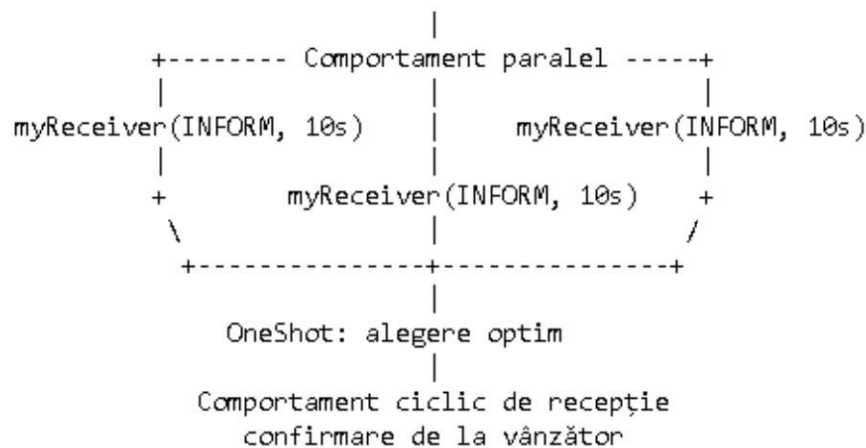 Comportament paralel
myReceiver(INFORM, 10s) myReceiver(INFORM, 10s)
myReceiver(INFORM, 10s)
OneShot: alegere optim
Comportament ciclic de recepție
confirmare de la vânzător